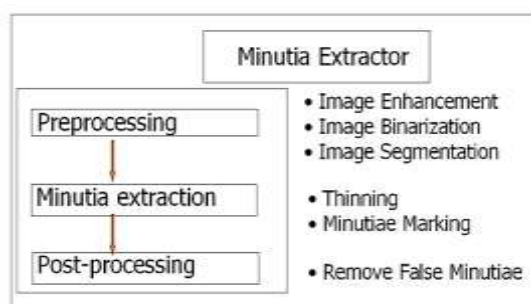 Minutia Extractor
Preprocessing
• Image Enhancement
• Image Binarization
• Image Segmentation
Minutia extraction
• Thinning
• Minutiae Marking
Post-processing
• Remove False Minutiae